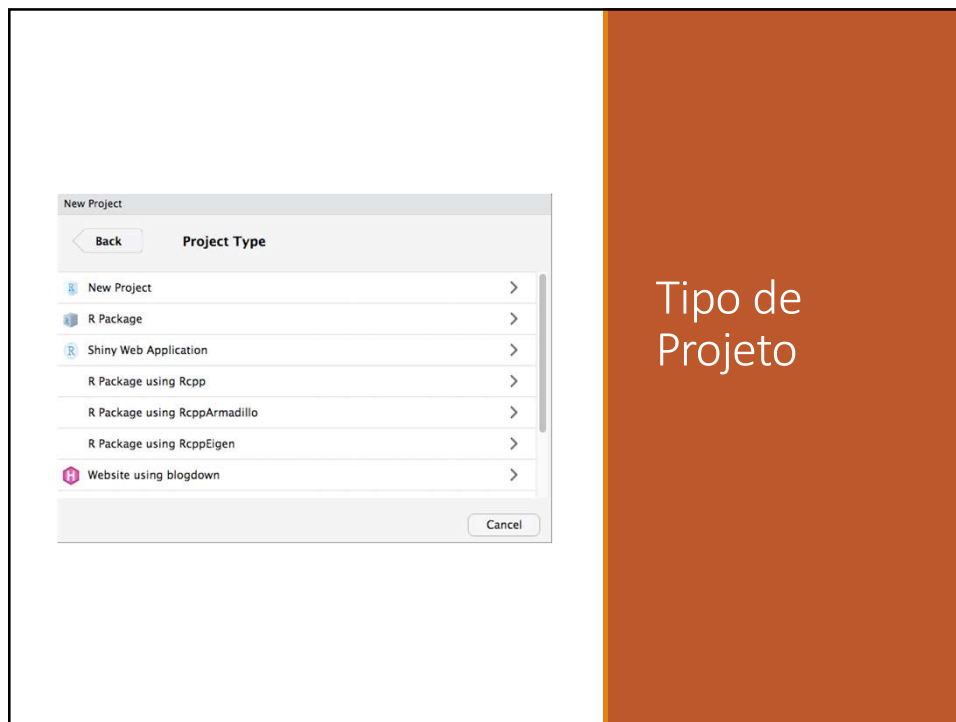 New Project
Back
Project Type
New Project
R Package
Shiny Web Application
R Package using Rcpp
R Package using RcppArmadillo
R Package using RcppEigen
Website using blogdown
Cancel
Tipo de
Projeto